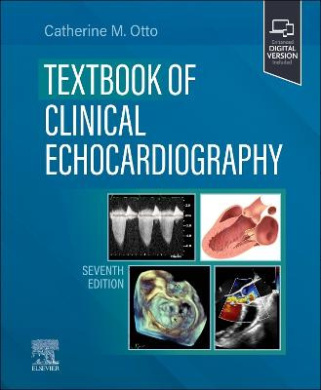 Catherine M. Otto
Enhanced
DIGITAL
VERSION
Included
TEXTBOOK OF
CLINICAL
ECHOCARDIOGRAPHY
SEVENTH
EDITION
ELSEVIER